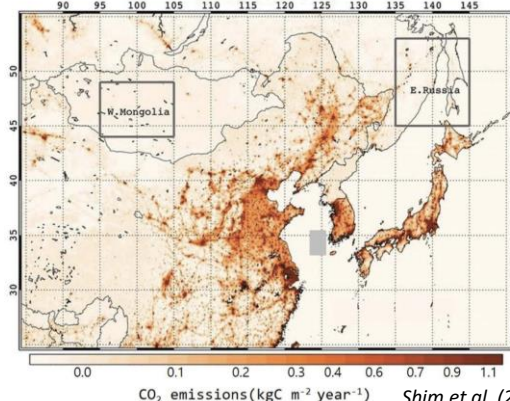 90 95 100 105 110 115 120 125 130 135 140 145
50
E.Russia
W.Mongolia
45
40
35
30
0.0 0.1 0.2 0.3 0.4 0.6 0.7 0.9 1.1
CO₂ emissions(kgC m⁻² year⁻¹)
Shim et al. (2